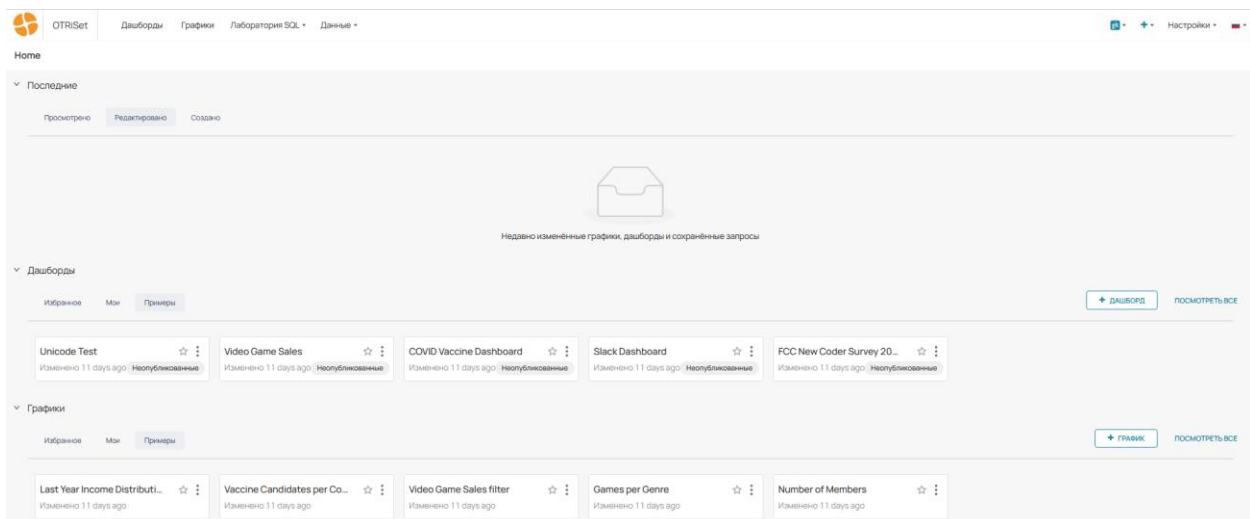 OTRiSet Дашборды Графики Лаборатория SQL Данные Настройки
Home
Последние
Просмотрено Редактировано Создано
Недавно изменённые графики, дашборды и сохранённые запросы
Дашборды
Избранное Мои Примеры + ДАШБОРД ПОСМОТРЕТЬ ВСЕ
Unicode Test Video Game Sales COVID Vaccine Dashboard Slack Dashboard FCC New Coder Survey 20...
Изменено 11 days ago Неопубликованные Изменено 11 days ago Неопубликованные Изменено 11 days ago Неопубликованные Изменено 11 days ago Неопубликованные Изменено 11 days ago Неопубликованные
Графики
Избранное Мои Примеры + ГРАФИК ПОСМОТРЕТЬ ВСЕ
Last Year Income Distributi... Vaccine Candidates per Co... Video Game Sales filter Games per Genre Number of Members
Изменено 11 days ago Изменено 11 days ago Изменено 11 days ago Изменено 11 days ago Изменено 11 days ago